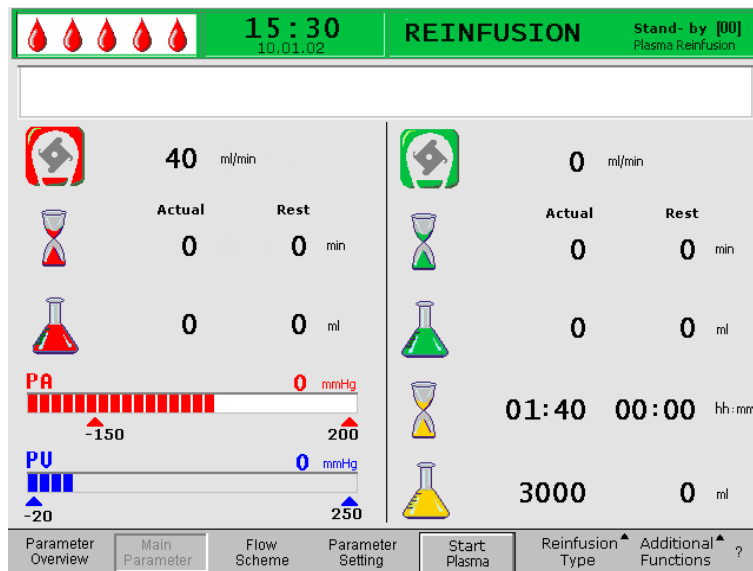 15:30 REINFUSION Stand- by [00]
10.01.02 Plasma Reinfusion
40 ml/min
Actual Rest
0 0 min
0 0 ml
PA 0 mmHg
-150 200
PV 0 mmHg
-20 250
0 ml/min
Actual Rest
0 0 min
0 0 ml
01:40 00:00 hh:mm
3000 0 ml
Parameter Overview
Main Parameter
Flow Scheme
Parameter Setting
Start Plasma
Reinfusion Type
Additional Functions
?